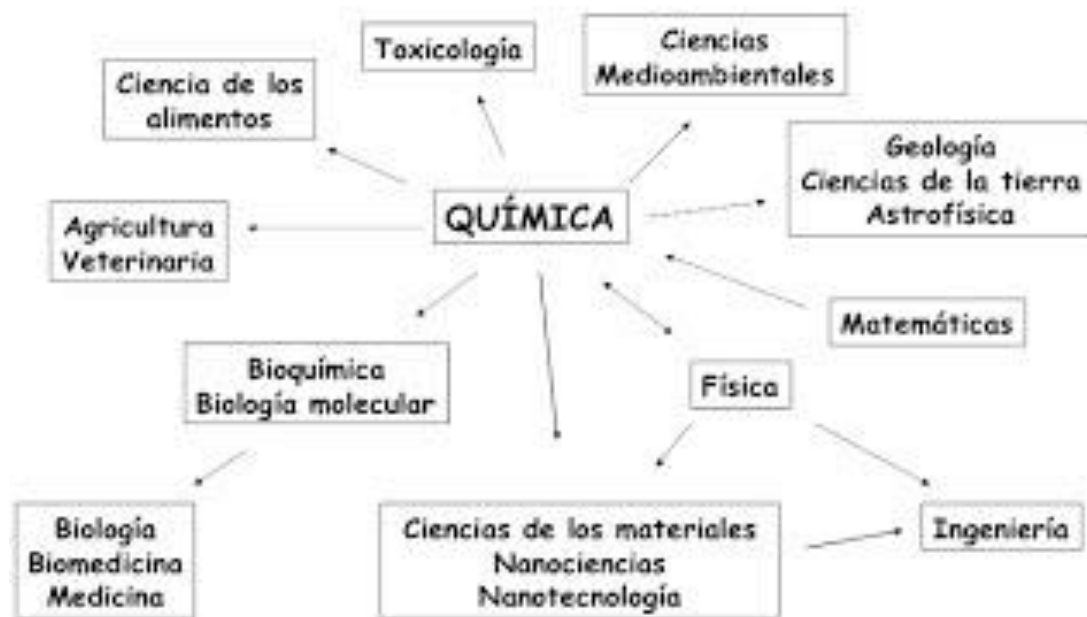 Toxicología
Ciencias
Medioambientales
Ciencia de los
alimentos
Geología
Ciencias de la tierra
Astrofísica
QUÍMICA
Agricultura
Veterinaria
Matemáticas
Bioquímica
Biología molecular
Física
Biología
Biomedicina
Medicina
Ciencias de los materiales
Nanociencias
Nanotecnología
Ingeniería